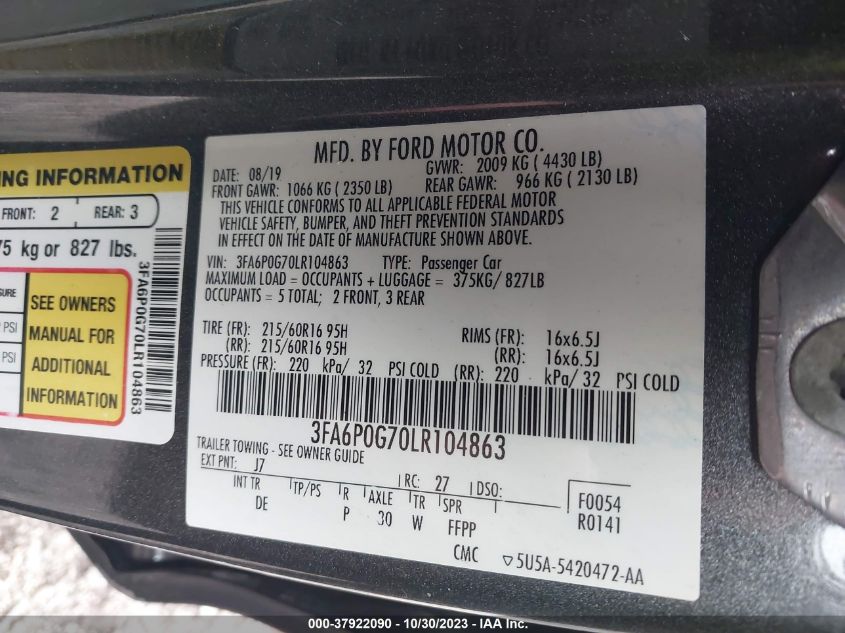 MFD. BY FORD MOTOR CO.
DATE: 08/19 GVWR: 2009 KG ( 4430 LB)
FRONT GAWR: 1066 KG ( 2350 LB) REAR GAWR: 966 KG ( 2130 LB)
THIS VEHICLE CONFORMS TO ALL APPLICABLE FEDERAL MOTOR
VEHICLE SAFETY, BUMPER, AND THEFT PREVENTION STANDARDS
IN EFFECT ON THE DATE OF MANUFACTURE SHOWN ABOVE.
VIN: 3FA6P0G70LR104863 TYPE: Passenger Car
MAXIMUM LOAD = OCCUPANTS + LUGGAGE = 375KG/ 827LB
OCCUPANTS = 5 TOTAL; 2 FRONT, 3 REAR
TIRE (FR): 215/60R16 95H RIMS (FR): 16x6.5J
(RR): 215/60R16 95H (RR): 16x6.5J
PRESSURE (FR): 220 kPa/ 32 PSI COLD (RR): 220 kPa/ 32 PSI COLD
3FA6P0G70LR104863
TRAILER TOWING - SEE OWNER GUIDE
EXT PNT: J7 RC: 27 DSO: F0054
INT TR TP/PS R AXLE TR SPR R0141
DE P 30 W FFPP
CMC ▽5U5A-5420472-AA
INFORMATION
FRONT: 2 REAR: 3
kg or 827 lbs.
PSI
PSI
SEE OWNERS
MANUAL FOR
ADDITIONAL
INFORMATION
3FA6P0G70LR104863
000-37922090 - 10/30/2023 - IAA Inc.